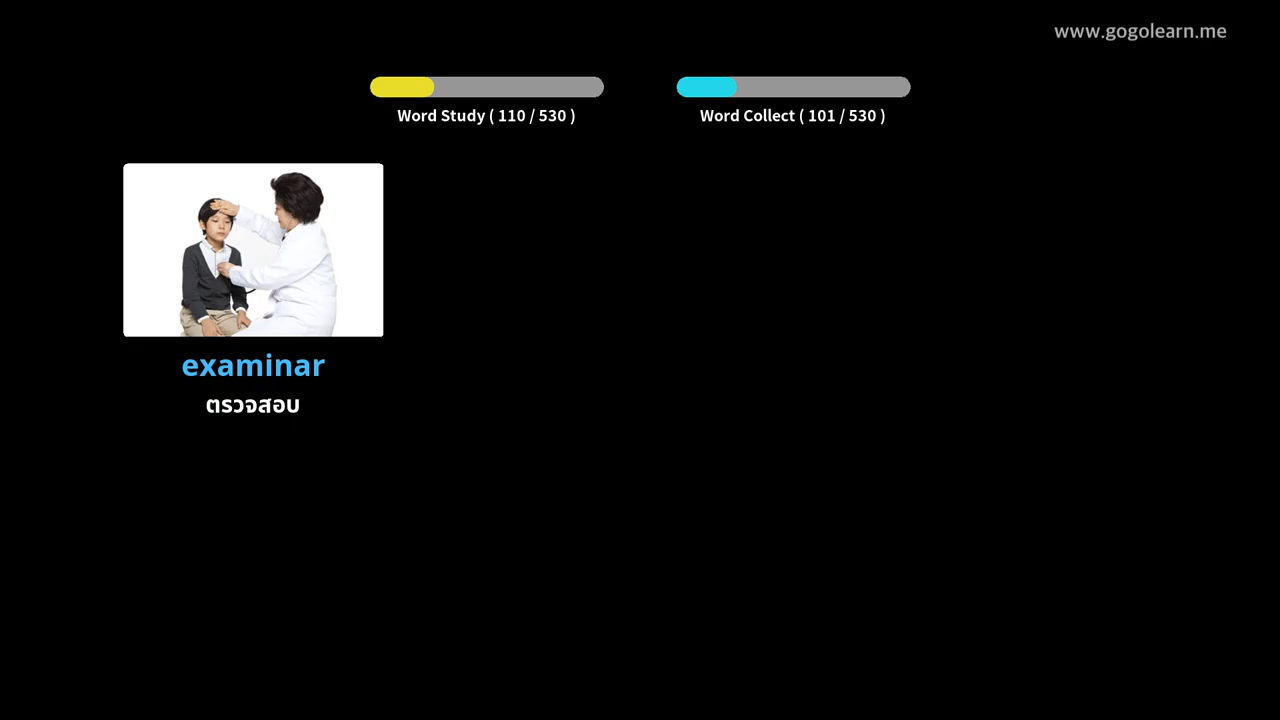 www.gogolearn.me
Word Study ( 110 / 530 )
Word Collect ( 101 / 530 )
examinar
ตรวจสอบ